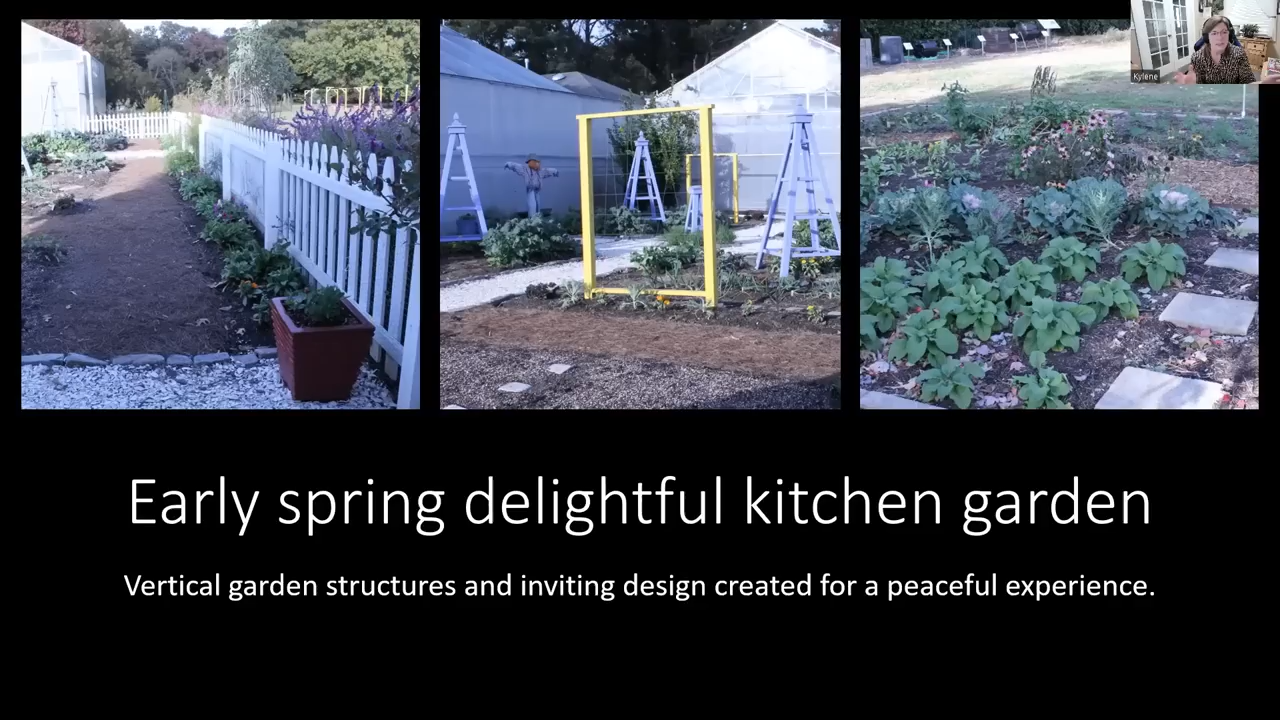 Kylene
Early spring delightful kitchen garden
Vertical garden structures and inviting design created for a peaceful experience.